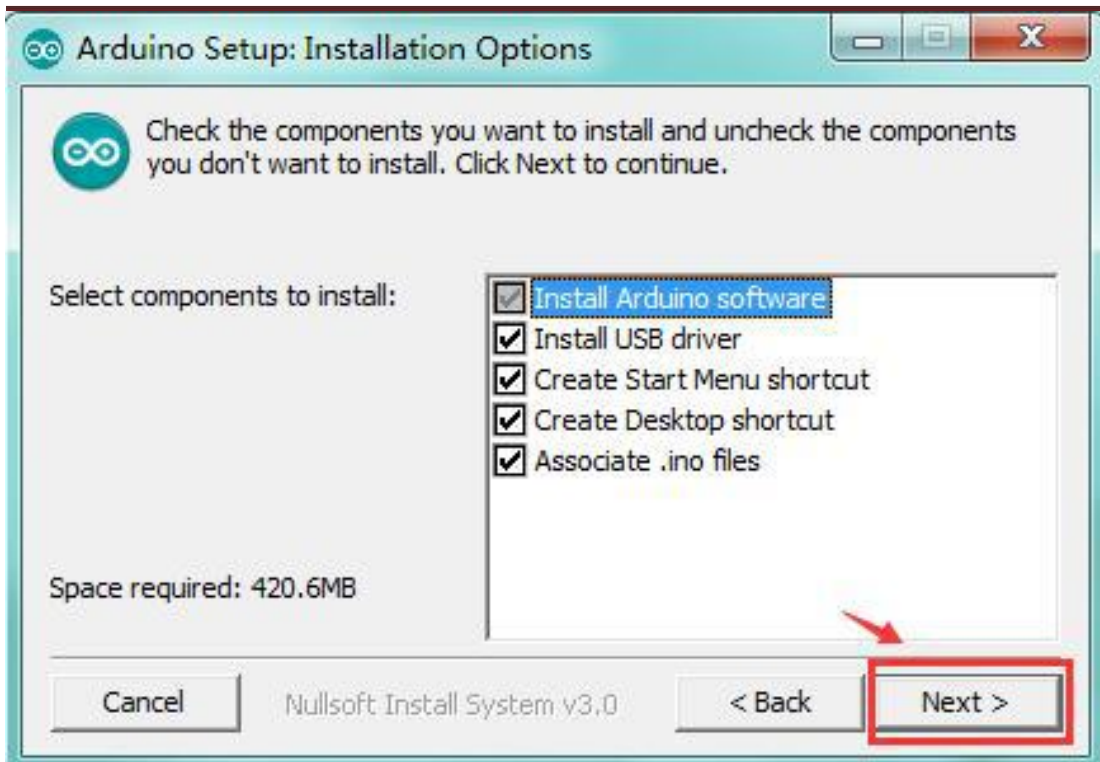 Arduino Setup: Installation Options
Check the components you want to install and uncheck the components
you don't want to install. Click Next to continue.
Select components to install:
Install Arduino software
Install USB driver
Create Start Menu shortcut
Create Desktop shortcut
Associate .ino files
Space required: 420.6MB
Cancel
Nullsoft Install System v3.0
< Back
Next >